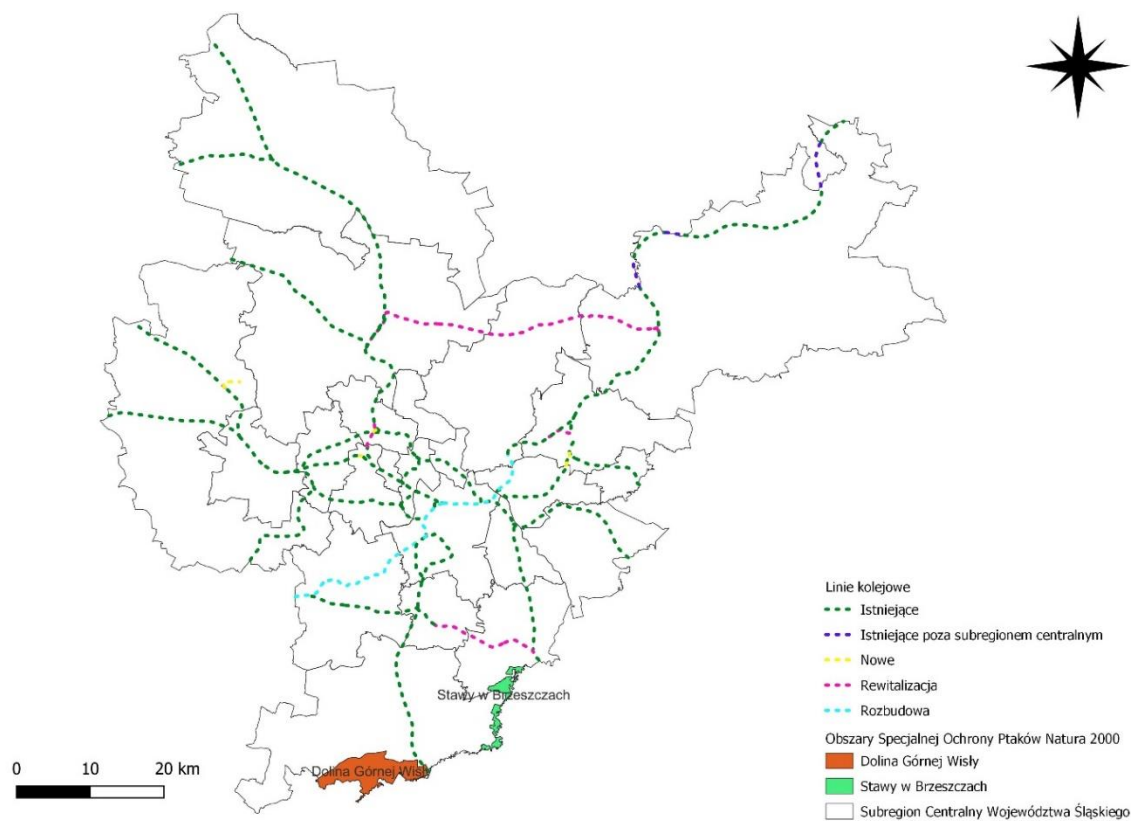 Stawy w Brzeszczach
Dolina Górnej Wisły
0 10 20 km
Linie kolejowe
Istniejące
Istniejące poza subregionem centralnym
Nowe
Rewitalizacja
Rozbudowa
Obszary Specjalnej Ochrony Ptaków Natura 2000
Dolina Górnej Wisły
Stawy w Brzeszczach
Subregion Centralny Województwa Śląskiego